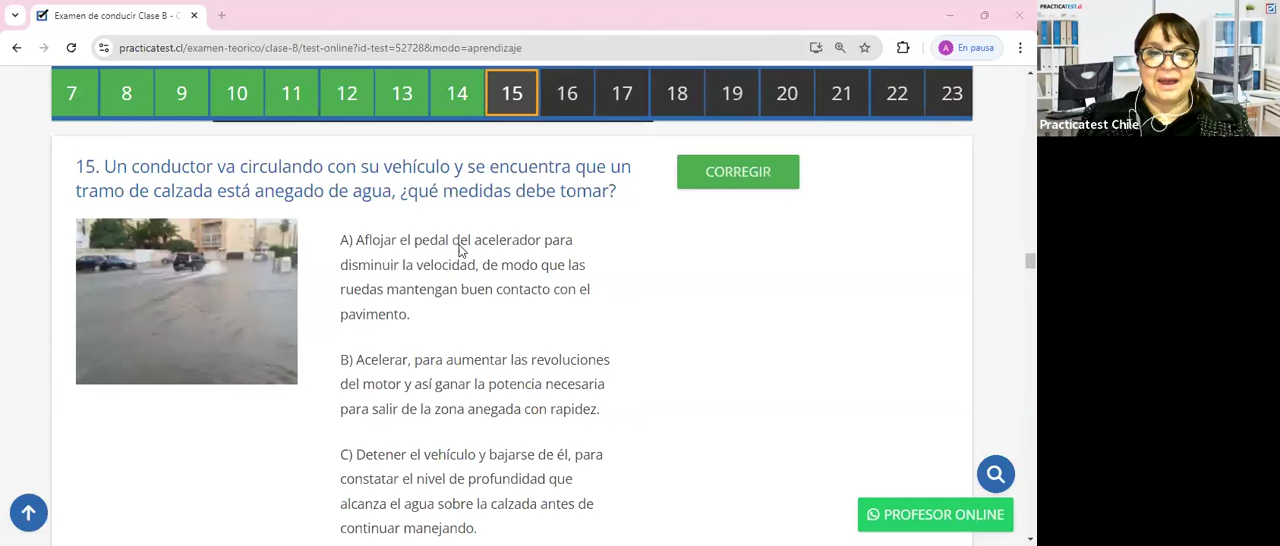 Examen de conducir Clase B - C
practicatest.cl/examen-teorico/clase-B/test-online?id-test=52728&modo=aprendizaje
A
En pausa
PRACTICATEST.cl
Practicatest Chile
7 8 9 10 11 12 13 14 15 16 17 18 19 20 21 22 23
15. Un conductor va circulando con su vehículo y se encuentra que un
tramo de calzada está anegado de agua, ¿qué medidas debe tomar?
CORREGIR
A) Aflojar el pedal del acelerador para
disminuir la velocidad, de modo que las
ruedas mantengan buen contacto con el
pavimento.
B) Acelerar, para aumentar las revoluciones
del motor y así ganar la potencia necesaria
para salir de la zona anegada con rapidez.
C) Detener el vehículo y bajarse de él, para
constatar el nivel de profundidad que
alcanza el agua sobre la calzada antes de
continuar manejando.
PROFESOR ONLINE